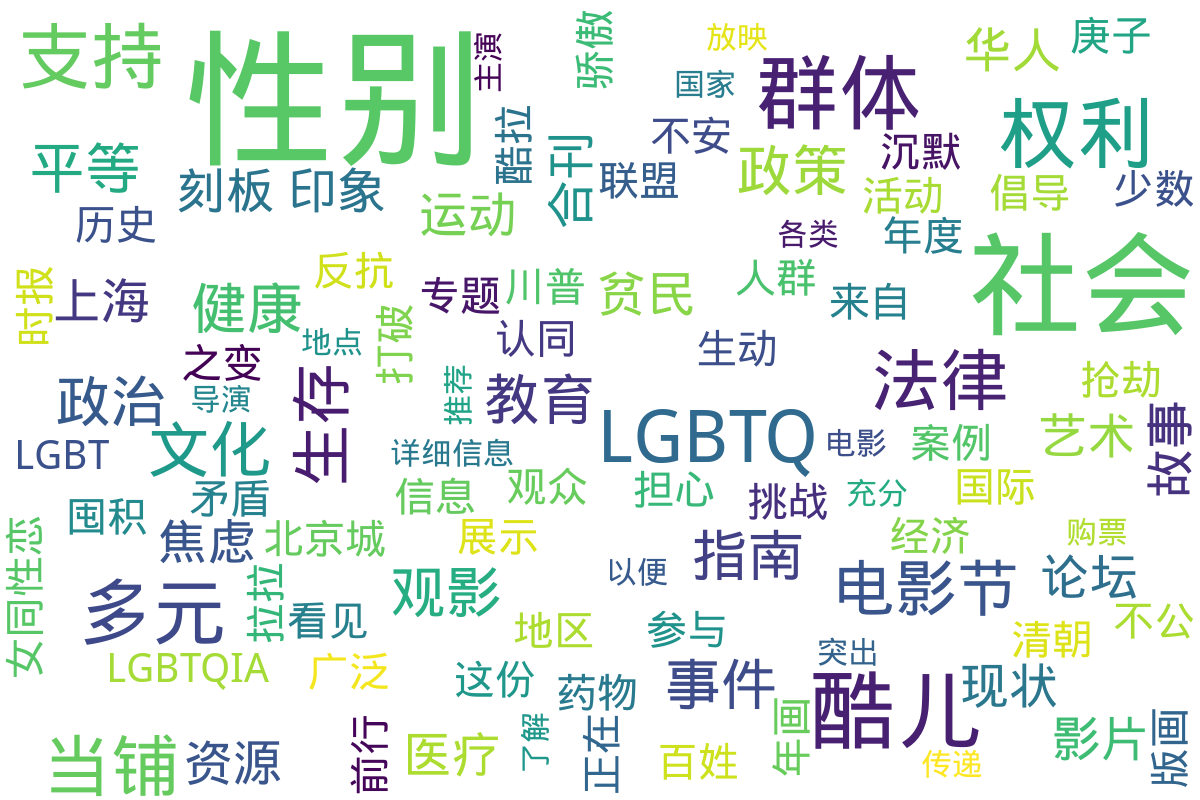 支持
性别
主演
骄傲
放映
华人
庚子
国家
群体
酷拉
合刊
不安
沉默
权利
平等
刻板 印象
联盟
政策
活动
倡导
少数
历史
运动
各类
年度
社会
时报
上海
反抗
健康
专题
川普
贫民
人群
来自
打破
地点
认同
生动
之变
法律
抢劫
政治
导演
生存
推荐
教育
LGBTQ
故事
LGBT
文化
详细信息
电影
案例
艺术
矛盾
信息
观众
担心
挑战
充分
国际
囤积
焦虑
北京城
展示
指南
经济
购票
女同性恋
多元
拉拉
看见
观影
以便
电影节
论坛
地区
参与
不公
清朝
突出
LGBTQIA
广泛
这份
药物
事件
酷儿
现状
当铺
资源
前行
医疗
了解
正在
百姓
年画
传递
影片
版画